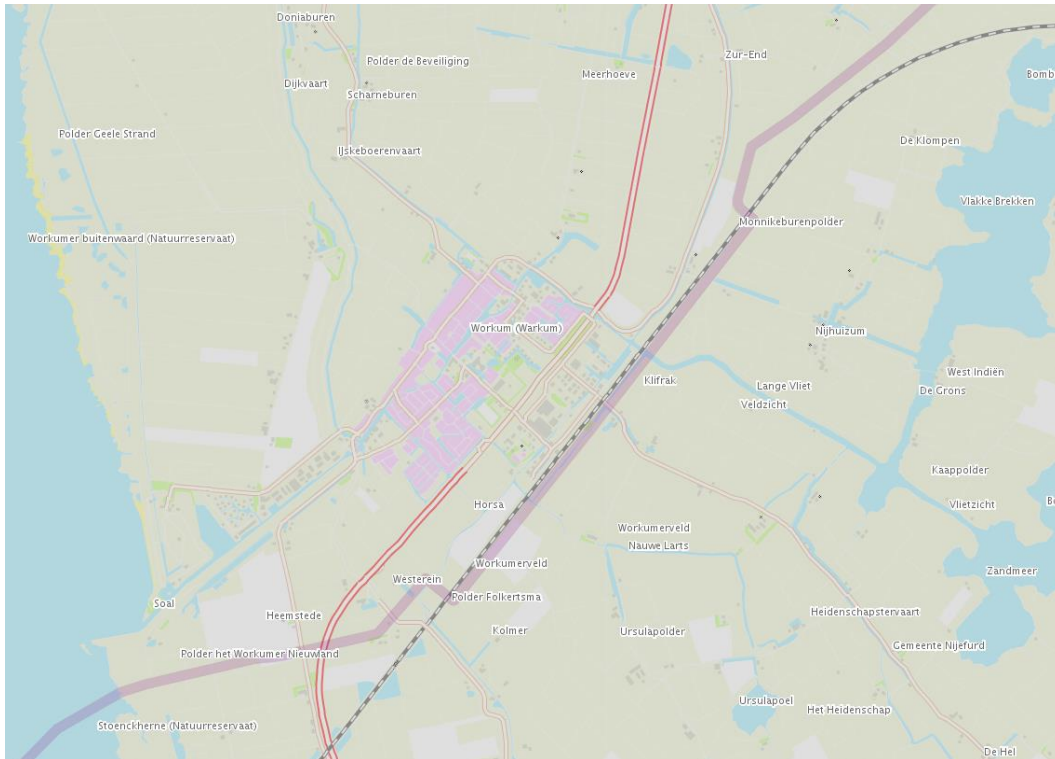 Doniaburen
Zur-End
Polder de Beveiliging
Meerhoeve
Bomb
Dijkvaart
Scharneburen
Polder Geele Strand
De Klompen
IJskeboerenvaart
Vlakke Brekken
Monnikeburenpolder
Workumer buitenwaard (Natuurreservaat)
Workum (Warkum)
Nijhuizum
West Indiën
Klifrak
Lange Vliet
De Grons
Veldzicht
Kaappolder
Horsa
Vlietzicht
Bo
Workumerveld
Nauwe Larts
Workumerveld
Zandmeer
Westerein
Polder Folkertsma
Soal
Heemstede
Heidenschapstervaart
Kolmer
Ursulapolder
Gemeente Nijefurd
Polder het Workumer Nieuwland
Ursulapoel
Het Heidenschap
Stoenckherne (Natuurreservaat)
De Hel